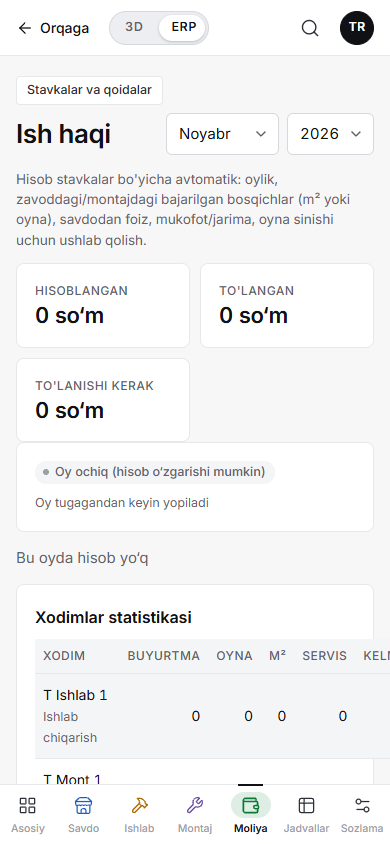 Orqaga
3D ERP
TR
Stavkalar va qoidalar
Ish haqi
Noyabr
2026
Hisob stavkalar bo'yicha avtomatik: oylik,
zavoddagi/montajdagi bajarilgan bosqichlar (m² yoki
oyna), savdodan foiz, mukofot/jarima, oyna sinishi
uchun ushlab qolish.
HISOBLANGAN
0 so‘m
TO'LANGAN
0 so‘m
TO'LANISHI KERAK
0 so‘m
Oy ochiq (hisob o‘zgarishi mumkin)
Oy tugagandan keyin yopiladi
Bu oyda hisob yo‘q
Xodimlar statistikasi
XODIM BUYURTMA OYNA M² SERVIS
T Ishlab 1
Ishlab
chiqarish
0 0 0 0
T Mont 1
Asosiy Savdo Ishlab Montaj Moliya Jadvallar Sozlama